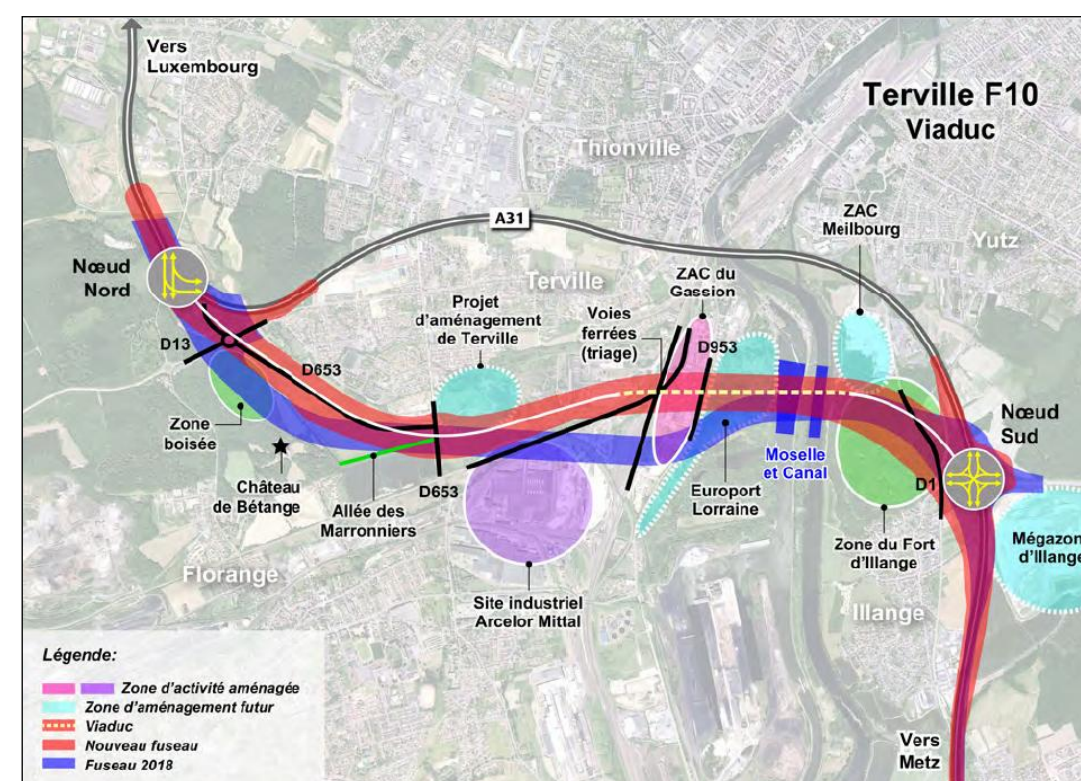 Vers
Luxembourg
Terville F10
Viaduc
Thionville
A31
ZAC
Meilbourg
Yutz
Nœud
Nord
Terville
ZAC du
Gassion
Projet
d'aménagement
de Terville
Voies
ferrées
(triage)
D13
D653
D953
Zone
boisée
Nœud
Sud
Château
de Bétange
Allée des
Marronniers
D653
Europort
Lorraine
Moselle
et Canal
D1
Zone du Fort
d'Illange
Mégazon
d'Illange
Florange
Site industriel
Arcelor Mittal
Illange
Légende:
Zone d'activité aménagée
Zone d'aménagement futur
Viaduc
Nouveau fuseau
Fuseau 2018
Vers
Metz